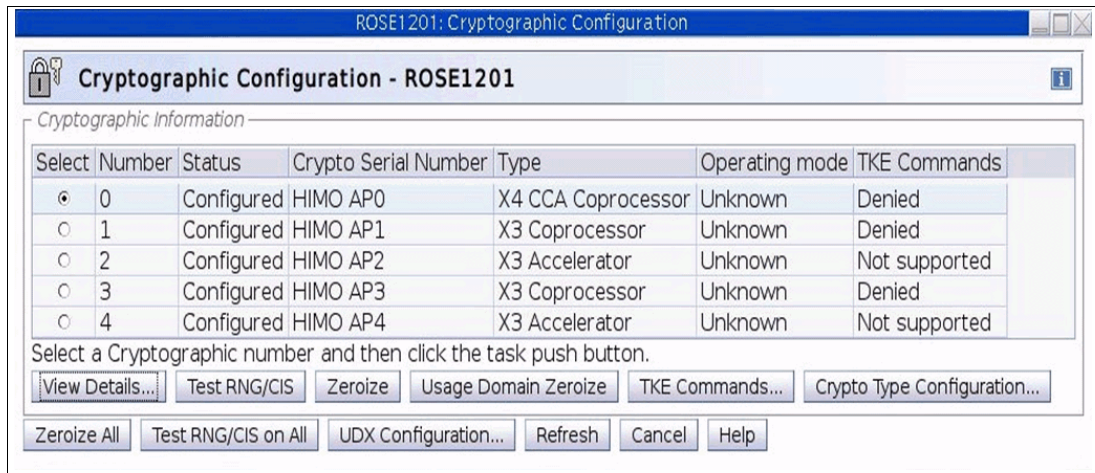 ROSE1201: Cryptographic Configuration
Cryptographic Configuration - ROSE1201
Cryptographic Information
Select Number Status Crypto Serial Number Type Operating mode TKE Commands
0 Configured HIMO AP0 X4 CCA Coprocessor Unknown Denied
1 Configured HIMO AP1 X3 Coprocessor Unknown Denied
2 Configured HIMO AP2 X3 Accelerator Unknown Not supported
3 Configured HIMO AP3 X3 Coprocessor Unknown Denied
4 Configured HIMO AP4 X3 Accelerator Unknown Not supported
Select a Cryptographic number and then click the task push button.
View Details... Test RNG/CIS Zeroize Usage Domain Zeroize TKE Commands... Crypto Type Configuration...
Zeroize All Test RNG/CIS on All UDX Configuration... Refresh Cancel Help